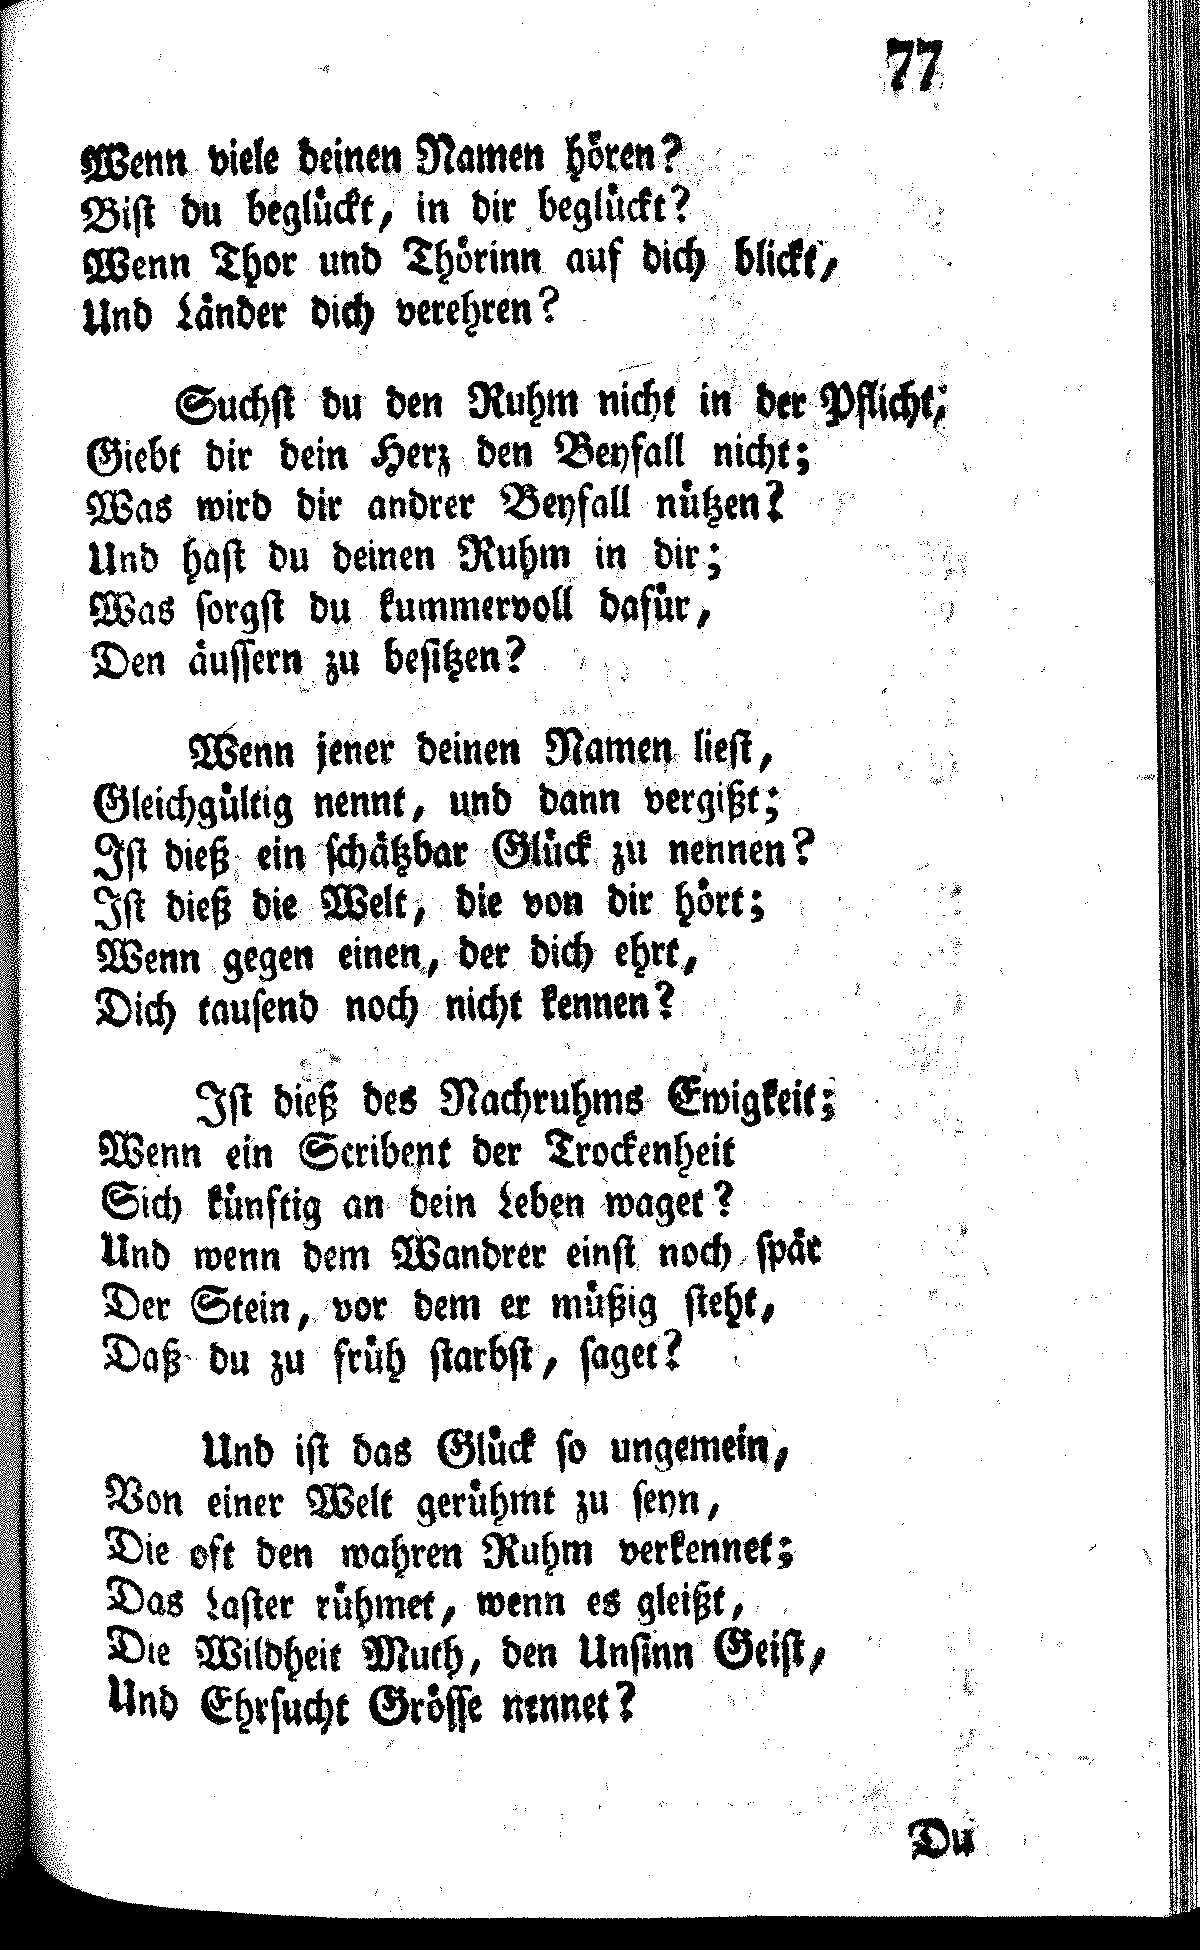 77
Wenn viele deinen Namen hören?
Bist du beglückt, in dir beglückt?
Wenn Thor und Thörinn auf dich blickt,
Und Länder dich verehren?
Suchst du den Ruhm nicht in der Pflicht;
Giebt dir dein Herz den Beyfall nicht;
Was wird dir andrer Beyfall nützen?
Und hast du deinen Ruhm in dir;
Was sorgst du kummervoll dafür,
Den äussern zu besitzen?
Wenn jener deinen Namen liest,
Gleichgültig nennt, und dann vergißt;
Ist dieß ein schätzbar Glück zu nennen?
Ist dieß die Welt, die von dir hört;
Wenn gegen einen, der dich ehrt,
Dich tausend noch nicht kennen?
Ist dieß des Nachruhms Ewigkeit;
Wenn ein Scribent der Trockenheit
Sich künftig an dein Leben waget?
Und wenn dem Wandrer einst noch spät
Der Stein, vor dem er müßig steht,
Daß du zu früh starbst, saget?
Und ist das Glück so ungemein,
Von einer Welt gerühmt zu seyn,
Die oft den wahren Ruhm verkennet;
Das Laster rühmet, wenn es gleißt,
Die Wildheit Muth, den Unsinn Geist,
Und Ehrsucht Grösse nennet?
Du